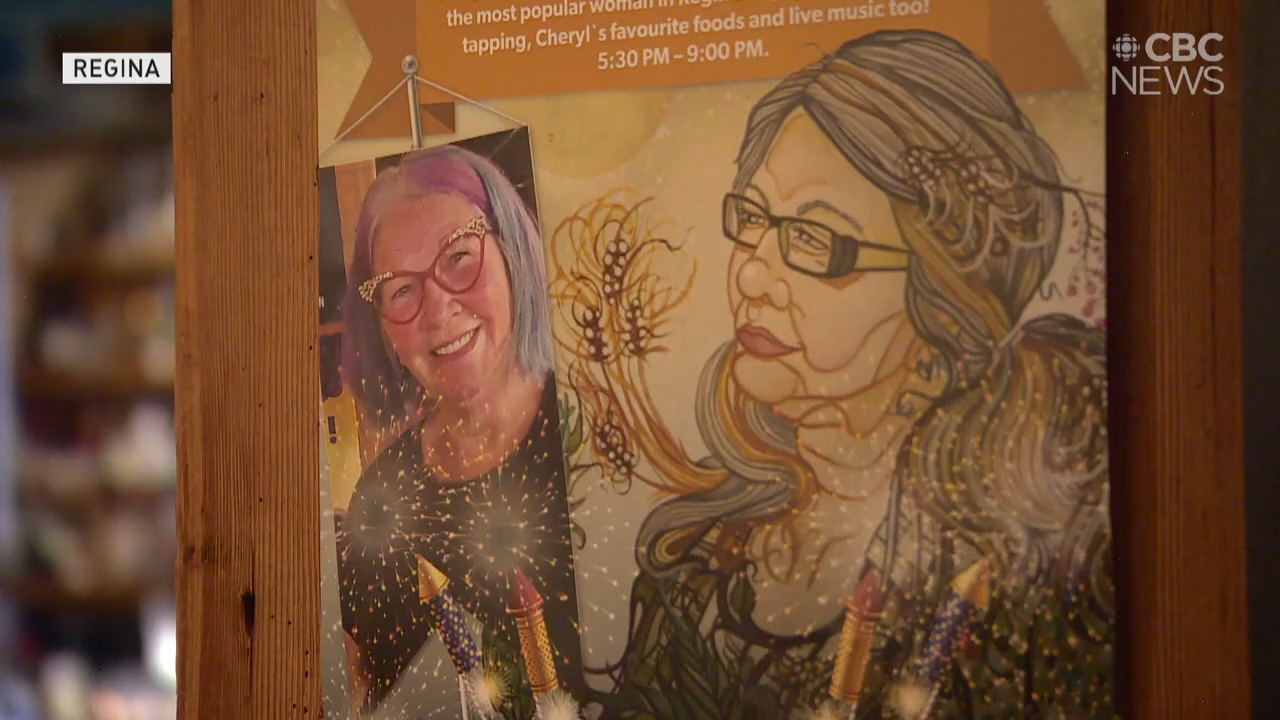 the most popular woman in
tapping, Cheryl`s favourite foods and live music too!
5:30 PM – 9:00 PM.
REGINA
CBC
NEWS